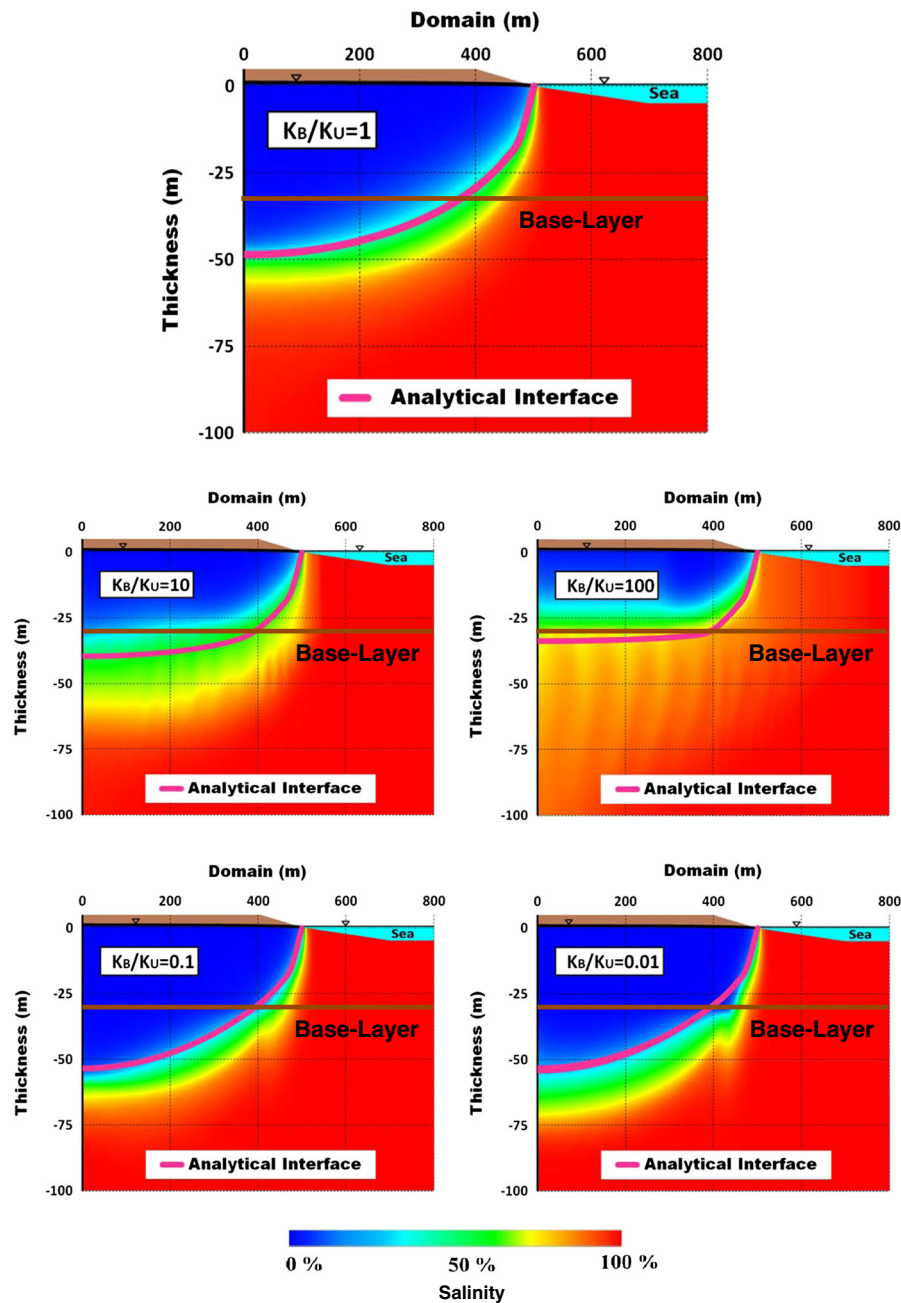 Domain (m)
0 200 400 600 800
Thickness (m)
0
-25
-50
-75
-100
Sea
KB/KU=1
Base-Layer
Analytical Interface
Domain (m)
0 200 400 600 800
Thickness (m)
0
-25
-50
-75
-100
Sea
KB/KU=10
Base-Layer
Analytical Interface
Domain (m)
0 200 400 600 800
Thickness (m)
0
-25
-50
-75
-100
Sea
KB/KU=100
Base-Layer
Analytical Interface
Domain (m)
0 200 400 600 800
Thickness (m)
0
-25
-50
-75
-100
Sea
KB/KU=0.1
Base-Layer
Analytical Interface
Domain (m)
0 200 400 600 800
Thickness (m)
0
-25
-50
-75
-100
Sea
KB/KU=0.01
Base-Layer
Analytical Interface
0 % 50 % 100 %
Salinity